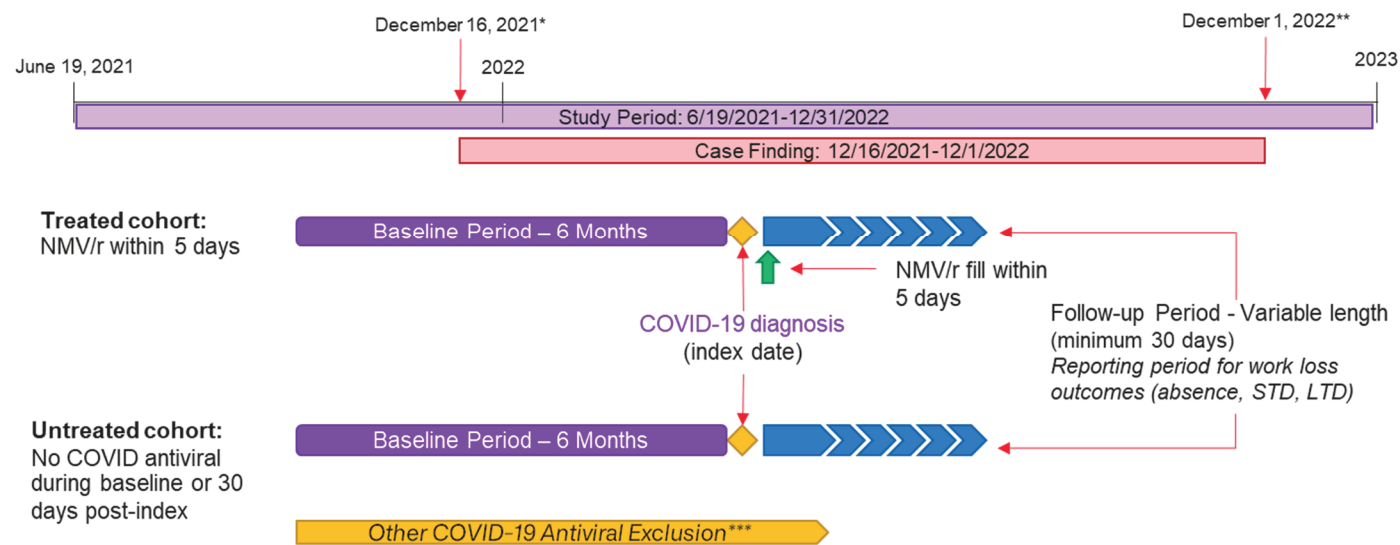 December 16, 2021*
December 1, 2022**
June 19, 2021
2022
2023
Study Period: 6/19/2021-12/31/2022
Case Finding: 12/16/2021-12/1/2022
Treated cohort:
NMV/r within 5 days
Baseline Period – 6 Months
NMV/r fill within
5 days
COVID-19 diagnosis
(index date)
Follow-up Period - Variable length
(minimum 30 days)
Reporting period for work loss
outcomes (absence, STD, LTD)
Untreated cohort:
No COVID antiviral
during baseline or 30
days post-index
Baseline Period – 6 Months
Other COVID-19 Antiviral Exclusion***